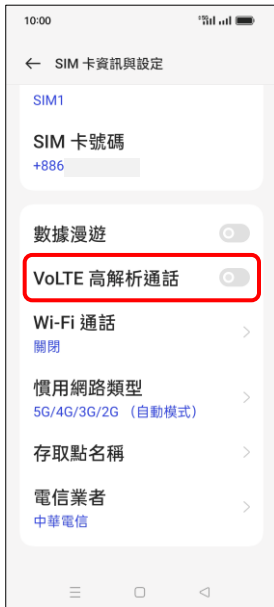 10:00
← SIM 卡資訊與設定
SIM1
SIM 卡號碼
+886
數據漫遊
VoLTE 高解析通話
Wi-Fi 通話
關閉
慣用網路類型
5G/4G/3G/2G （自動模式）
存取點名稱
電信業者
中華電信